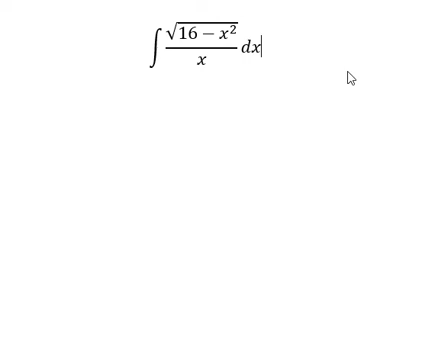 ∫ √(16 − x²) / x dx